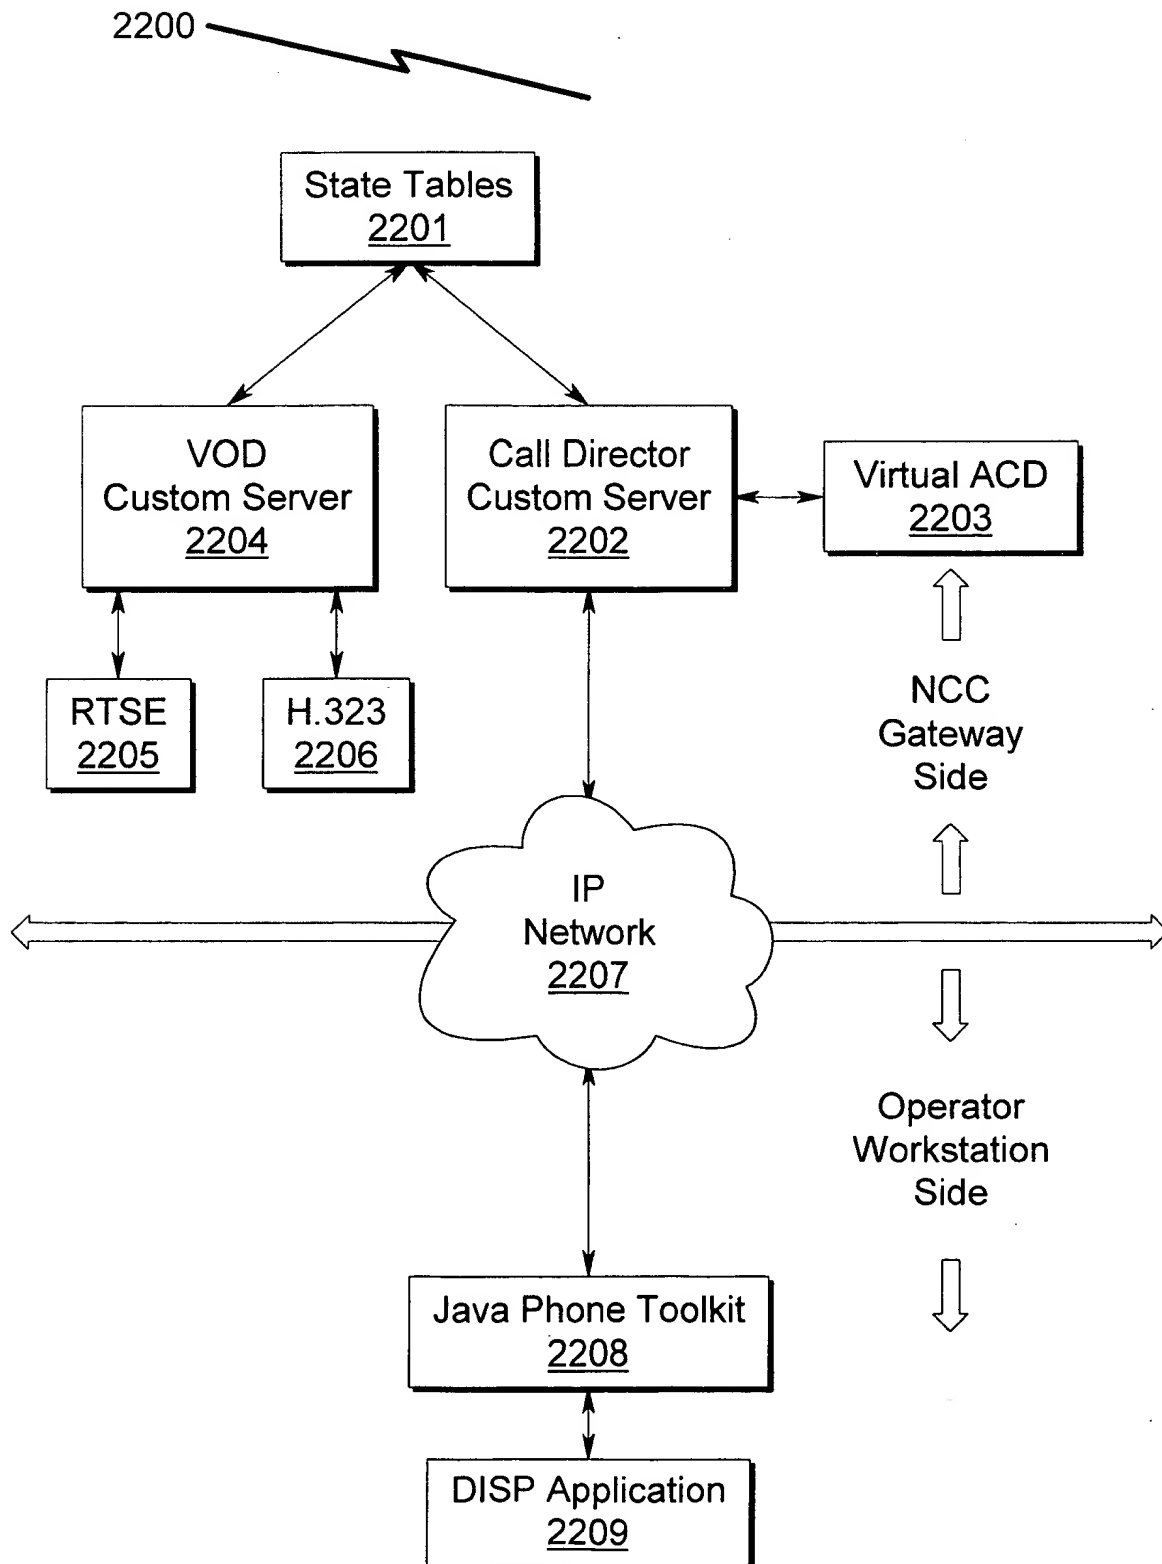 2200
State Tables
2201
VOD
Custom Server
2204
Call Director
Custom Server
2202
Virtual ACD
2203
RTSE
2205
H.323
2206
NCC
Gateway
Side
IP
Network
2207
Operator
Workstation
Side
Java Phone Toolkit
2208
DISP Application
2209